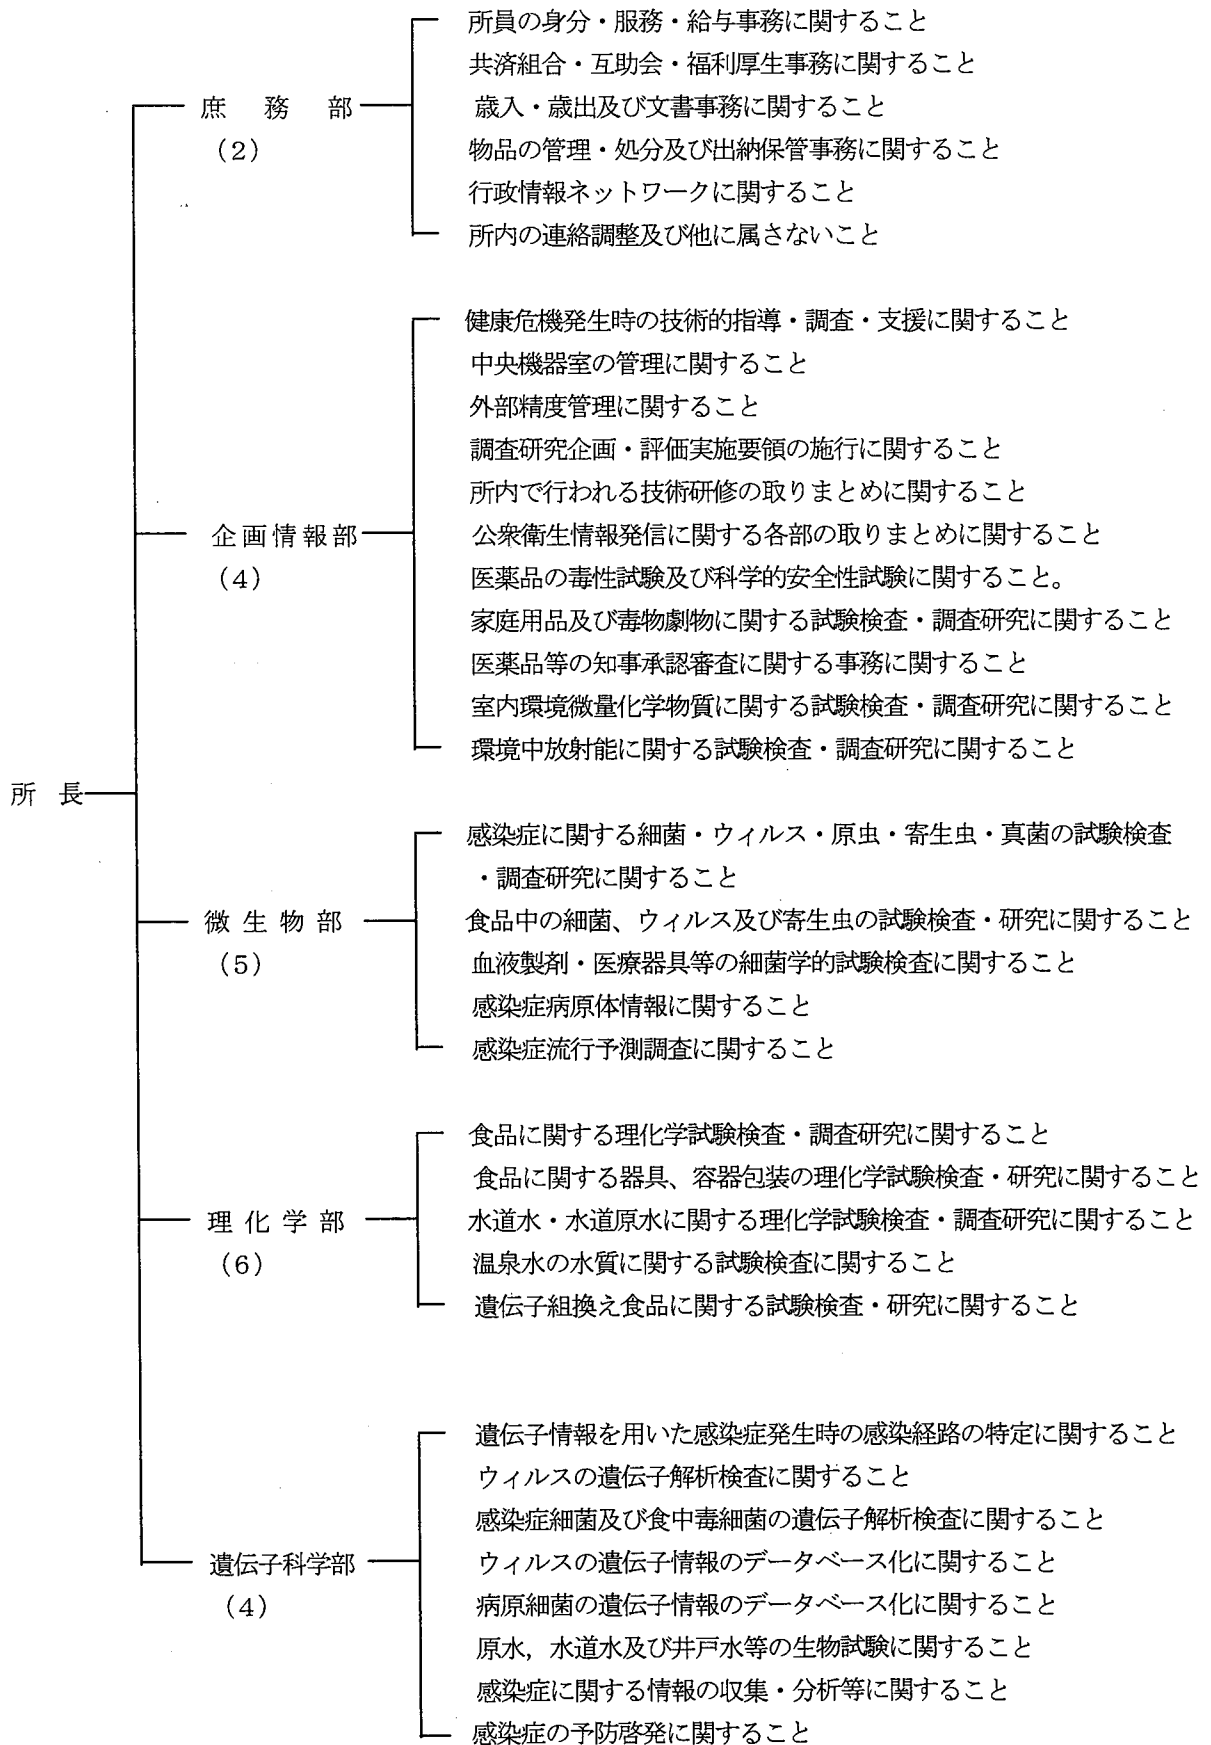 所長
庶務部
(2)
所員の身分・服務・給与事務に関すること
共済組合・互助会・福利厚生事務に関すること
歳入・歳出及び文書事務に関すること
物品の管理・処分及び出納保管事務に関すること
行政情報ネットワークに関すること
所内の連絡調整及び他に属さないこと
企画情報部
(4)
健康危機発生時の技術的指導・調査・支援に関すること
中央機器室の管理に関すること
外部精度管理に関すること
調査研究企画・評価実施要領の施行に関すること
所内で行われる技術研修の取りまとめに関すること
公衆衛生情報発信に関する各部の取りまとめに関すること
医薬品の毒性試験及び科学的安全性試験に関すること。
家庭用品及び毒物劇物に関する試験検査・調査研究に関すること
医薬品等の知事承認審査に関する事務に関すること
室内環境微量化学物質に関する試験検査・調査研究に関すること
環境中放射能に関する試験検査・調査研究に関すること
微生物部
(5)
感染症に関する細菌・ウィルス・原虫・寄生虫・真菌の試験検査
・調査研究に関すること
食品中の細菌、ウィルス及び寄生虫の試験検査・研究に関すること
血液製剤・医療器具等の細菌学的試験検査に関すること
感染症病原体情報に関すること
感染症流行予測調査に関すること
理化学部
(6)
食品に関する理化学試験検査・調査研究に関すること
食品に関する器具、容器包装の理化学試験検査・研究に関すること
水道水・水道原水に関する理化学試験検査・調査研究に関すること
温泉水の水質に関する試験検査に関すること
遺伝子組換え食品に関する試験検査・研究に関すること
遺伝子科学部
(4)
遺伝子情報を用いた感染症発生時の感染経路の特定に関すること
ウィルスの遺伝子解析検査に関すること
感染症細菌及び食中毒細菌の遺伝子解析検査に関すること
ウィルスの遺伝子情報のデータベース化に関すること
病原細菌の遺伝子情報のデータベース化に関すること
原水，水道水及び井戸水等の生物試験に関すること
感染症に関する情報の収集・分析等に関すること
感染症の予防啓発に関すること